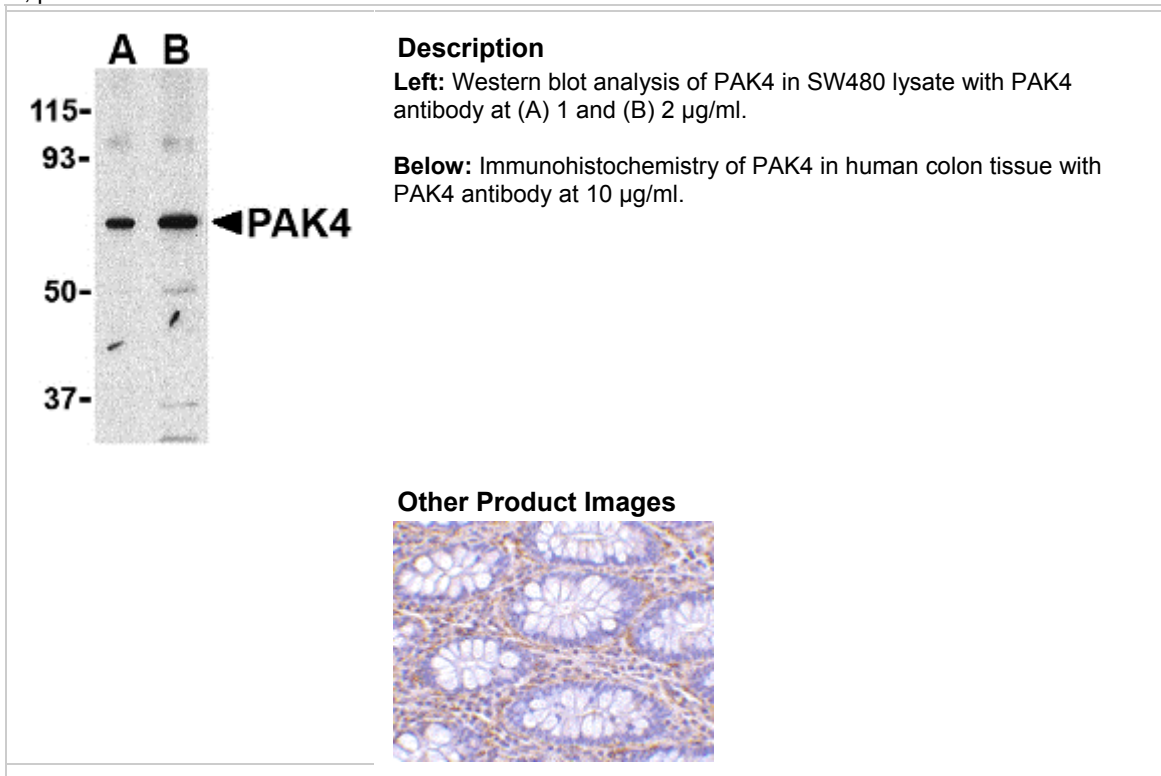 A B
115-
93-
PAK4
50-
37-
Description
Left: Western blot analysis of PAK4 in SW480 lysate with PAK4
antibody at (A) 1 and (B) 2 µg/ml.
Below: Immunohistochemistry of PAK4 in human colon tissue with
PAK4 antibody at 10 µg/ml.
Other Product Images